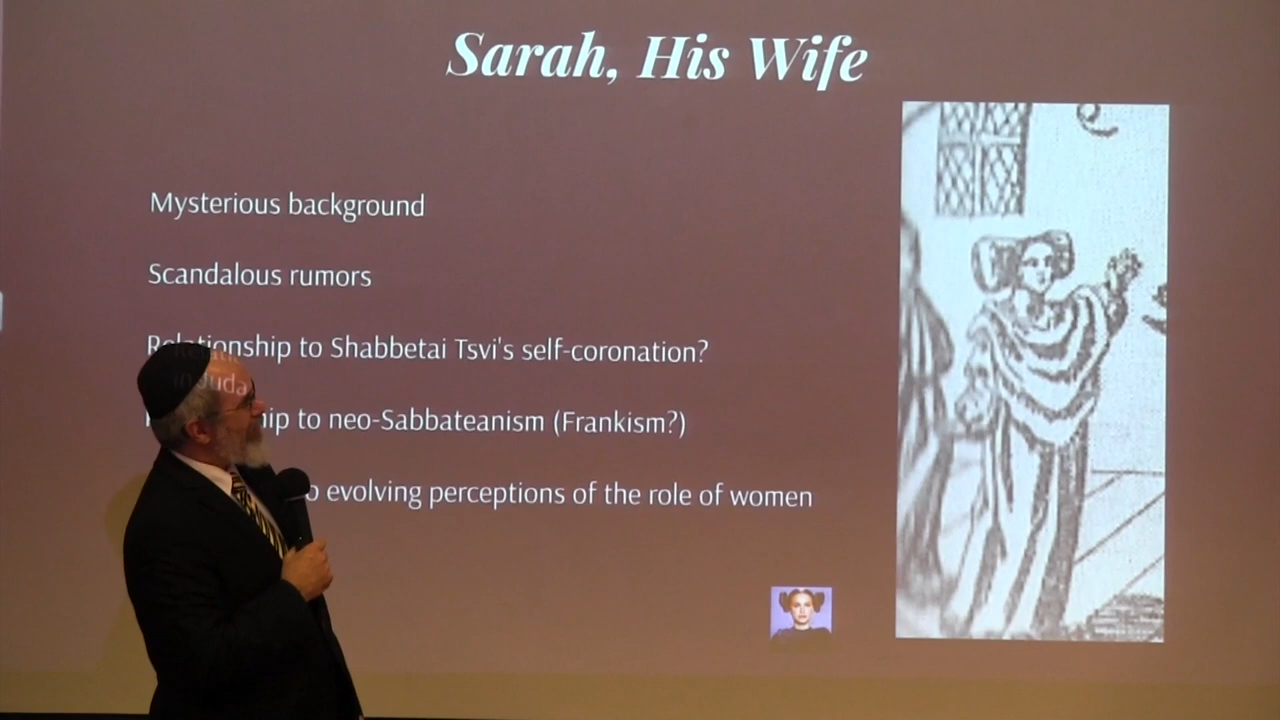 Sarah, His Wife
Mysterious background
Scandalous rumors
Relationship to Shabbetai Tsvi's self-coronation?
to neo-Sabbateanism (Frankism?)
evolving perceptions of the role of women